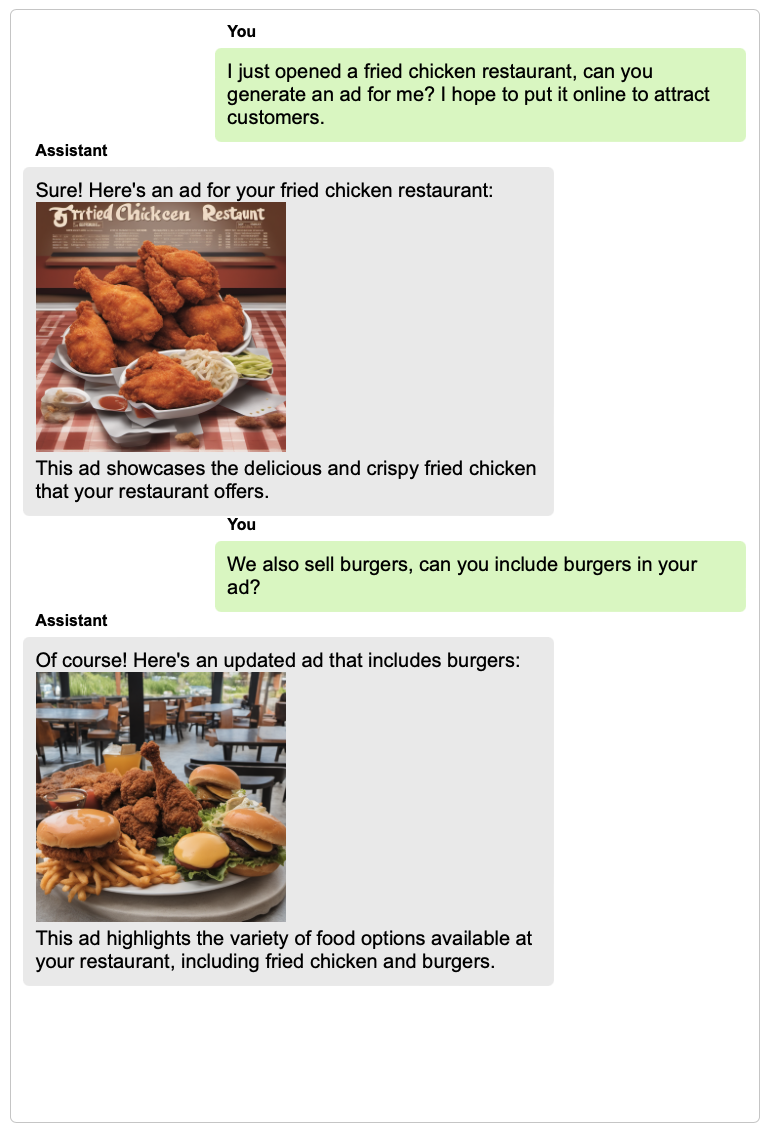 You
I just opened a fried chicken restaurant, can you
generate an ad for me? I hope to put it online to attract
customers.
Assistant
Sure! Here's an ad for your fried chicken restaurant:
Frrtied Chickcen Restaunt
This ad showcases the delicious and crispy fried chicken
that your restaurant offers.
You
We also sell burgers, can you include burgers in your
ad?
Assistant
Of course! Here's an updated ad that includes burgers:
This ad highlights the variety of food options available at
your restaurant, including fried chicken and burgers.